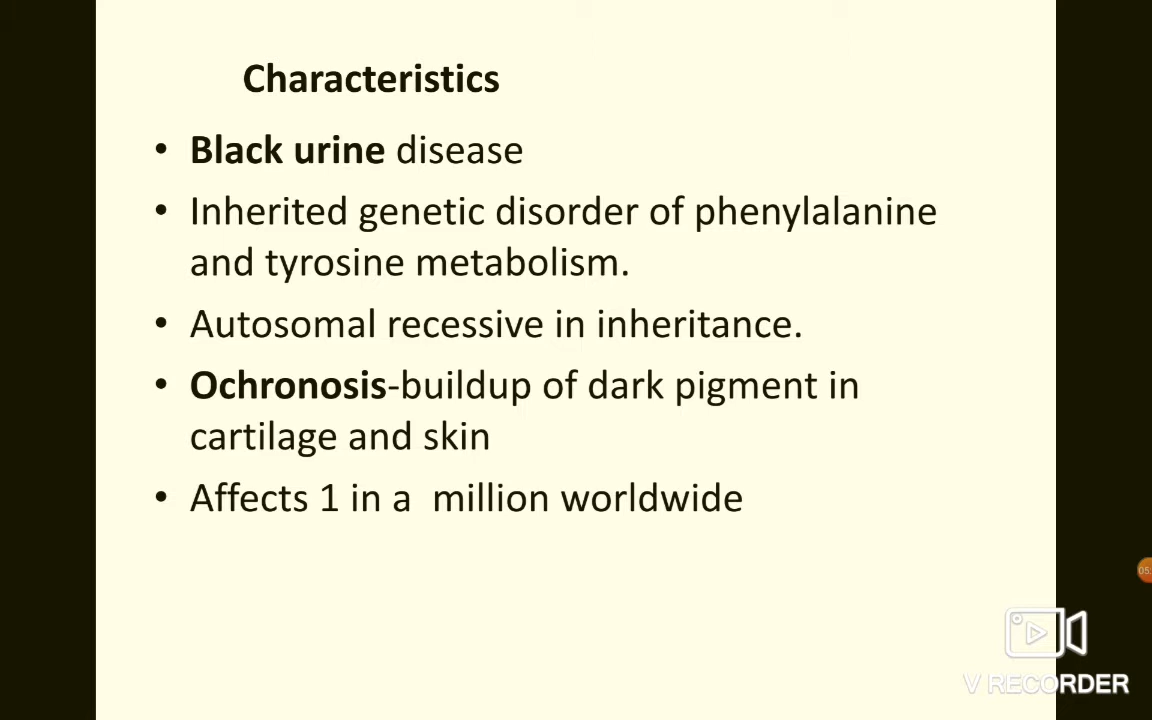 Characteristics
• Black urine disease
• Inherited genetic disorder of phenylalanine
and tyrosine metabolism.
• Autosomal recessive in inheritance.
• Ochronosis-buildup of dark pigment in
cartilage and skin
• Affects 1 in a  million worldwide
05:
V RECORDER